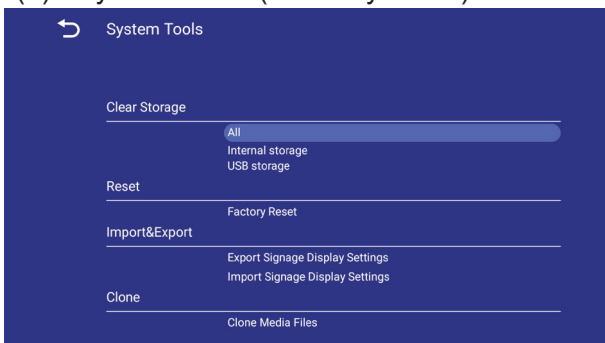 System Tools
Clear Storage
All
Internal storage
USB storage
Reset
Factory Reset
Import&Export
Export Signage Display Settings
Import Signage Display Settings
Clone
Clone Media Files